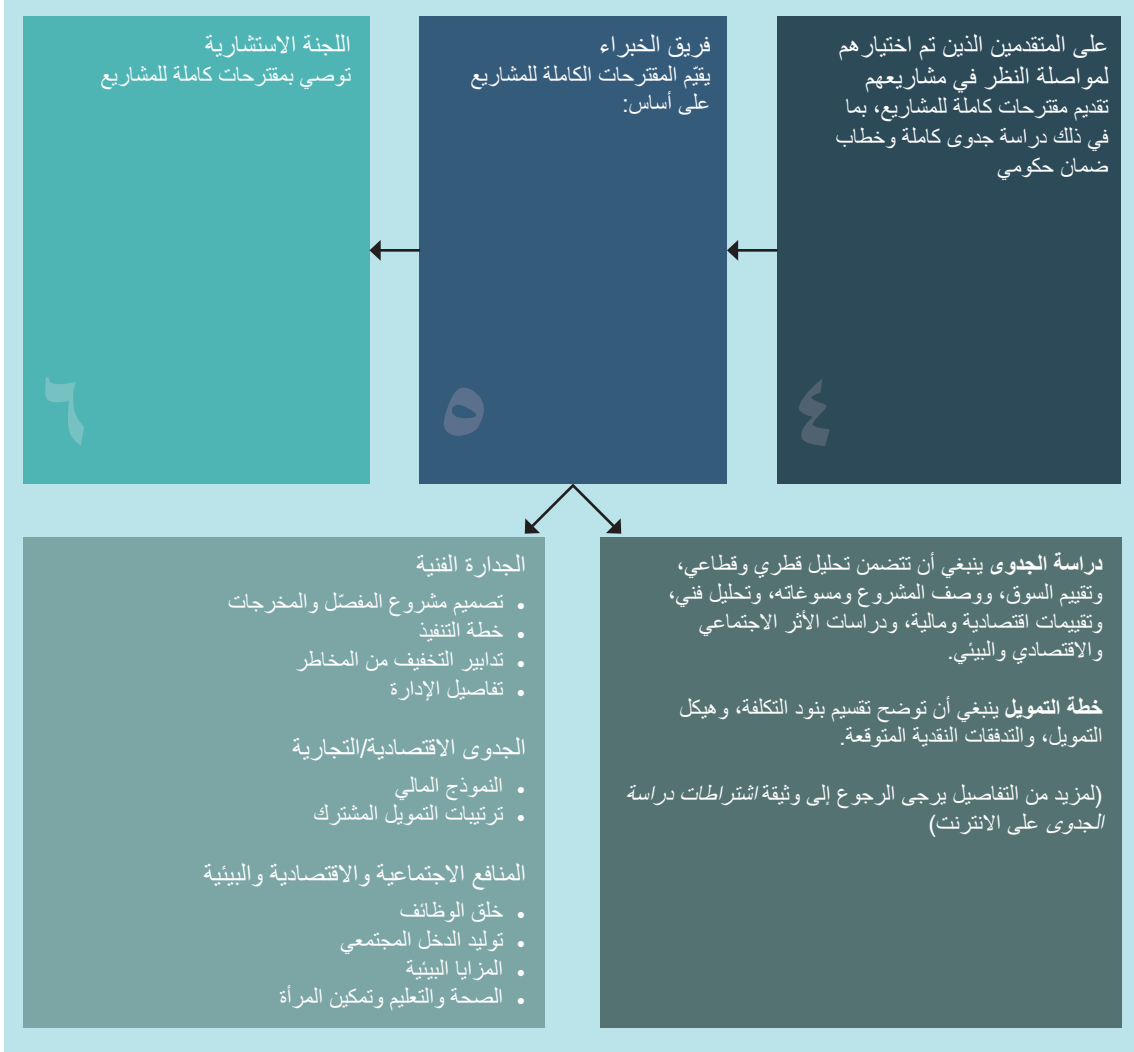 على المتقدمين الذين تم اختيارهم
لمواصلة النظر في مشاريعهم
تقديم مقترحات كاملة للمشاريع، بما
في ذلك دراسة جدوى كاملة وخطاب
ضمان حكومي
٤
فريق الخبراء
يقيّم المقترحات الكاملة للمشاريع
على أساس:
٥
اللجنة الاستشارية
توصي بمقترحات كاملة للمشاريع
٦
دراسة الجدوى ينبغي أن تتضمن تحليل قطري وقطاعي،
وتقييم السوق، ووصف المشروع ومسوغاته، وتحليل فني،
وتقييمات اقتصادية ومالية، ودراسات الأثر الاجتماعي
والاقتصادي والبيئي.
خطة التمويل ينبغي أن توضح تقسيم بنود التكلفة، وهيكل
التمويل، والتدفقات النقدية المتوقعة.
(لمزيد من التفاصيل يرجى الرجوع إلى وثيقة اشتراطات دراسة
الجدوى على الانترنت)
الجدارة الفنية
• تصميم مشروع المفصّل والمخرجات
• خطة التنفيذ
• تدابير التخفيف من المخاطر
• تفاصيل الإدارة
الجدوى الاقتصادية/التجارية
• النموذج المالي
• ترتيبات التمويل المشترك
المنافع الاجتماعية والاقتصادية والبيئية
• خلق الوظائف
• توليد الدخل المجتمعي
• المزايا البيئية
• الصحة والتعليم وتمكين المرأة